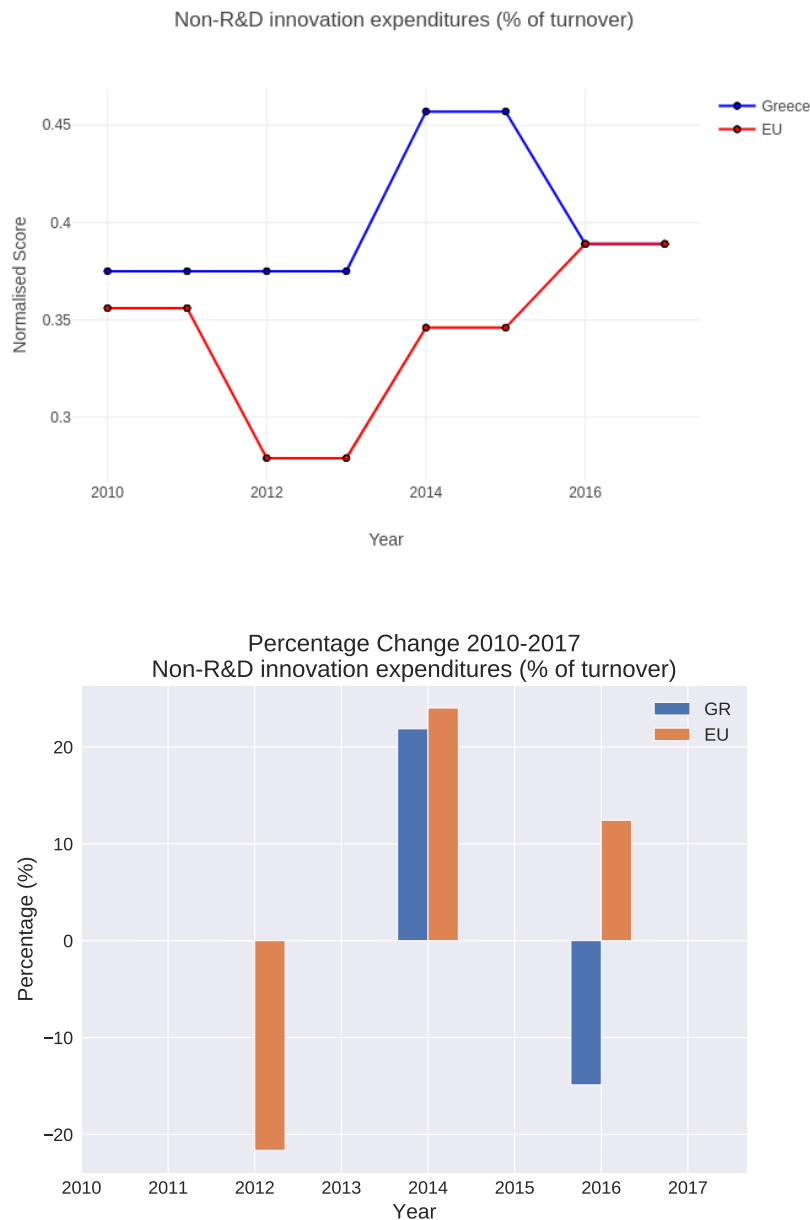 Non-R&D innovation expenditures (% of turnover)
Greece
EU
0.45
0.4
0.35
0.3
Normalised Score
2010 2012 2014 2016
Year
Percentage Change 2010-2017
Non-R&D innovation expenditures (% of turnover)
GR
EU
20
10
0
−10
−20
Percentage (%)
2010 2011 2012 2013 2014 2015 2016 2017
Year